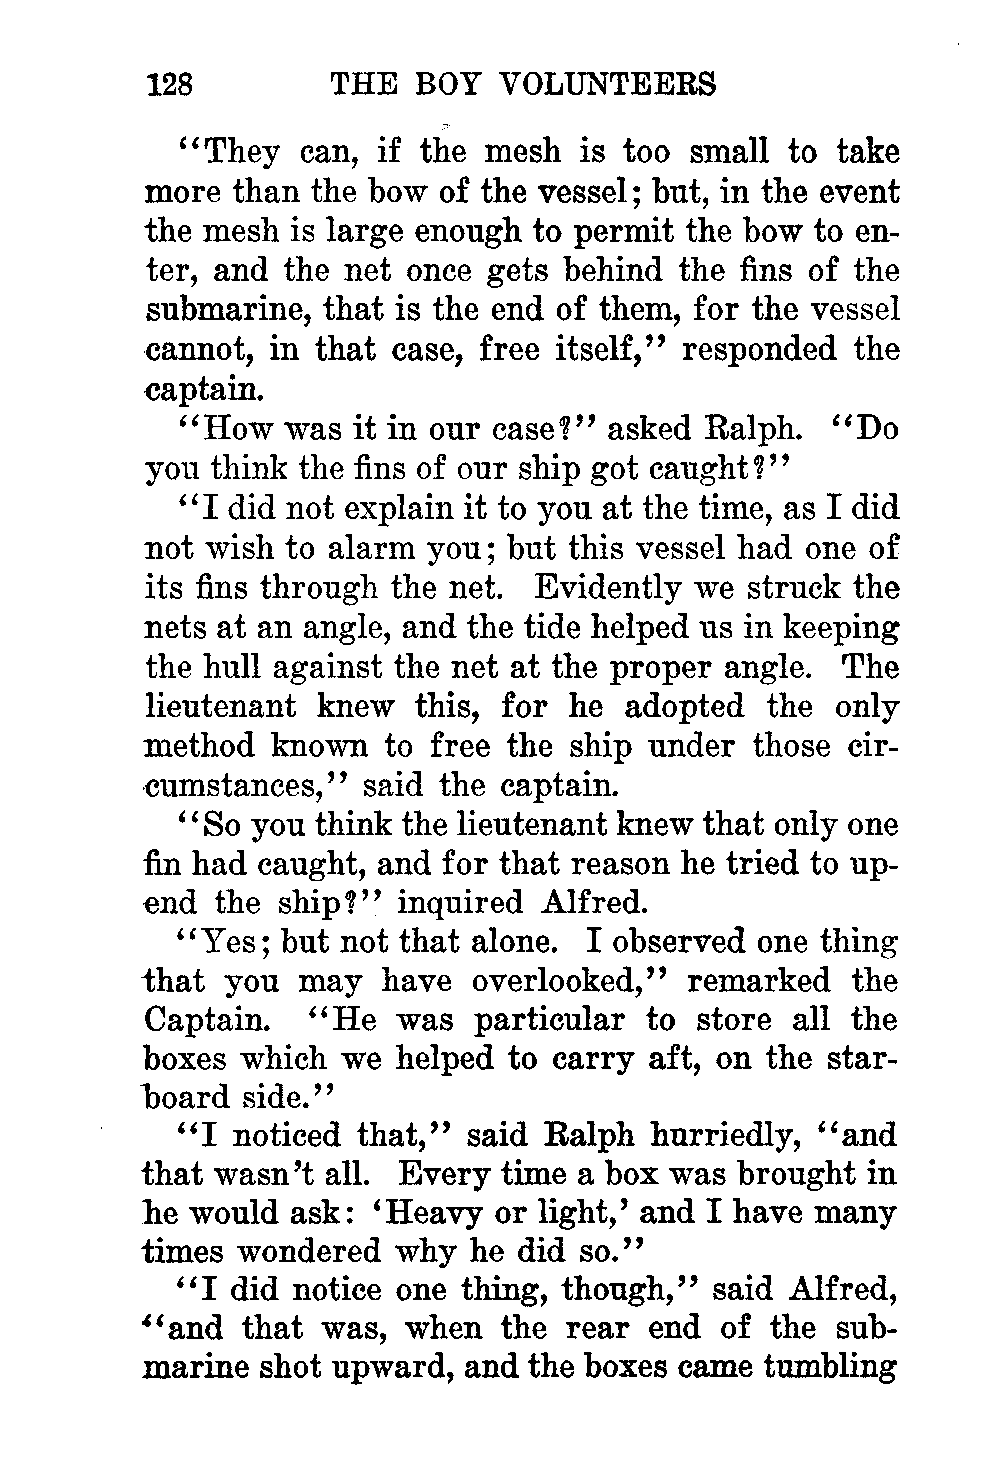 128 THE BOY VOLUNTEERS
"They can, if the mesh is too small to take
more than the bow of the vessel; but, in the event
the mesh is large enough to permit the bow to en-
ter, and the net once gets behind the fins of the
submarine, that is the end of them, for the vessel
cannot, in that case, free itself," responded the
captain.
"How was it in our case?" asked Ralph. "Do
you think the fins of our ship got caught?"
"I did not explain it to you at the time, as I did
not wish to alarm you; but this vessel had one of
its fins through the net. Evidently we struck the
nets at an angle, and the tide helped us in keeping
the hull against the net at the proper angle. The
lieutenant knew this, for he adopted the only
method known to free the ship under those cir-
cumstances," said the captain.
"So you think the lieutenant knew that only one
fin had caught, and for that reason he tried to up-
end the ship?" inquired Alfred.
"Yes; but not that alone. I observed one thing
that you may have overlooked," remarked the
Captain. "He was particular to store all the
boxes which we helped to carry aft, on the star-
board side."
"I noticed that," said Ralph hurriedly, "and
that wasn't all. Every time a box was brought in
he would ask: 'Heavy or light,' and I have many
times wondered why he did so."
"I did notice one thing, though," said Alfred,
"and that was, when the rear end of the sub-
marine shot upward, and the boxes came tumbling